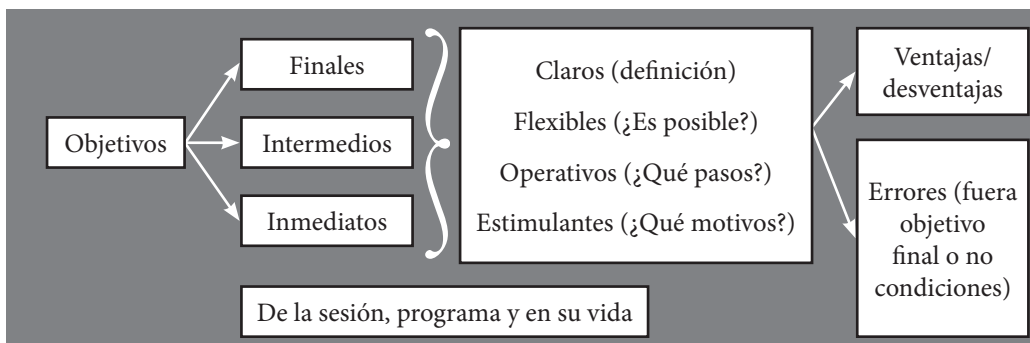 Objetivos
Finales
Intermedios
Inmediatos
De la sesión, programa y en su vida
Claros (definición)
Flexibles (¿Es posible?)
Operativos (¿Qué pasos?)
Estimulantes (¿Qué motivos?)
Ventajas/
desventajas
Errores (fuera
objetivo
final o no
condiciones)